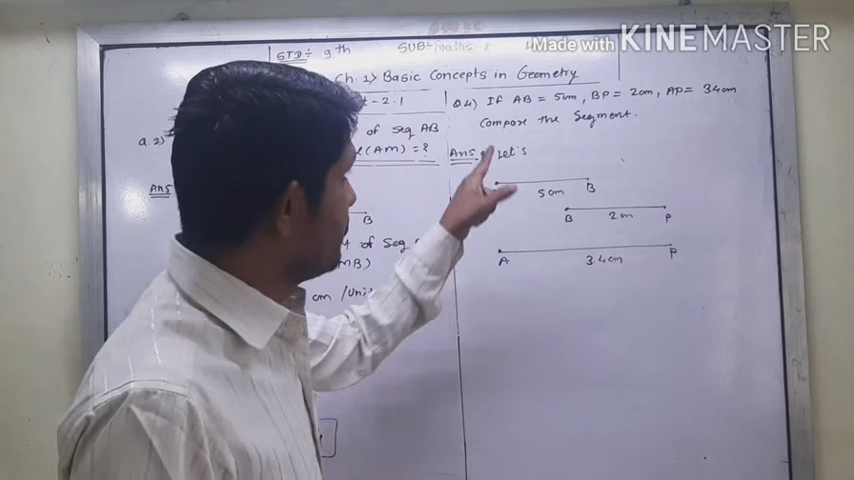 Made with KINEMASTER
STD÷ 9th SUB÷Maths
Ch. 1> Basic Concepts in Geometry
2.1
Q.2)
of seg AB
(AM) = ?
Ans
B
of Seg
MB)
cm /Unit
Q.4) If AB = 5cm, BP = 2cm, AP = 3.4cm
Compare the Segment.
Ans Let's
5cm B
B 2cm P
A 3.4cm P